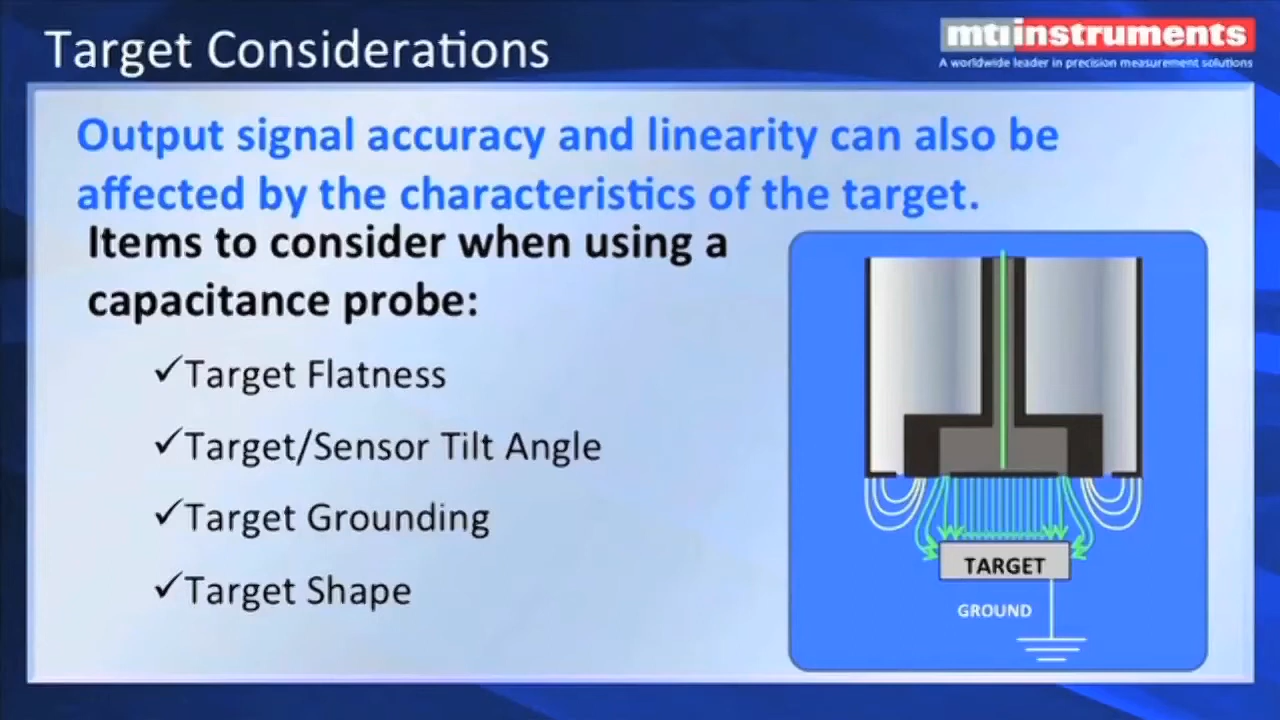 Target Considerations
mtiinstruments
A worldwide leader in precision measurement solutions
Output signal accuracy and linearity can also be
affected by the characteristics of the target.
Items to consider when using a
capacitance probe:
✓Target Flatness
✓Target/Sensor Tilt Angle
✓Target Grounding
✓Target Shape
TARGET
GROUND